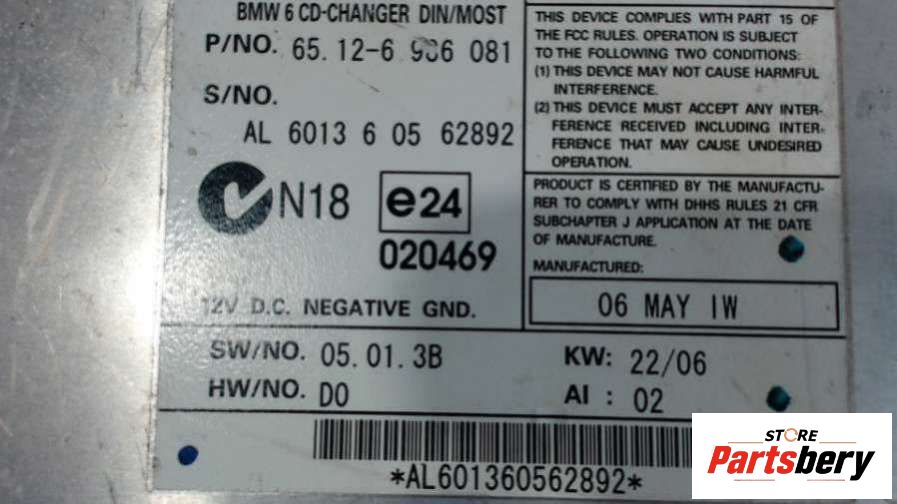 BMW 6 CD-CHANGER DIN/MOST
P/NO. 65.12-6 936 081
S/NO.
AL 6013 6 05 62892
N18 e24
020469
12V D.C. NEGATIVE GND.
THIS DEVICE COMPLIES WITH PART 15 OF
THE FCC RULES. OPERATION IS SUBJECT
TO THE FOLLOWING TWO CONDITIONS:
(1) THIS DEVICE MAY NOT CAUSE HARMFUL
INTERFERENCE.
(2) THIS DEVICE MUST ACCEPT ANY INTER-
FERENCE RECEIVED INCLUDING INTER-
FERENCE THAT MAY CAUSE UNDESIRED
OPERATION.
PRODUCT IS CERTIFIED BY THE MANUFACTU-
RER TO COMPLY WITH DHHS RULES 21 CFR
SUBCHAPTER J APPLICATION AT THE DATE
OF MANUFACTURE.
MANUFACTURED:
06 MAY IW
SW/NO. 05.01.3B KW: 22/06
HW/NO. D0 AI : 02
*AL601360562892*
STORE
Partsbery